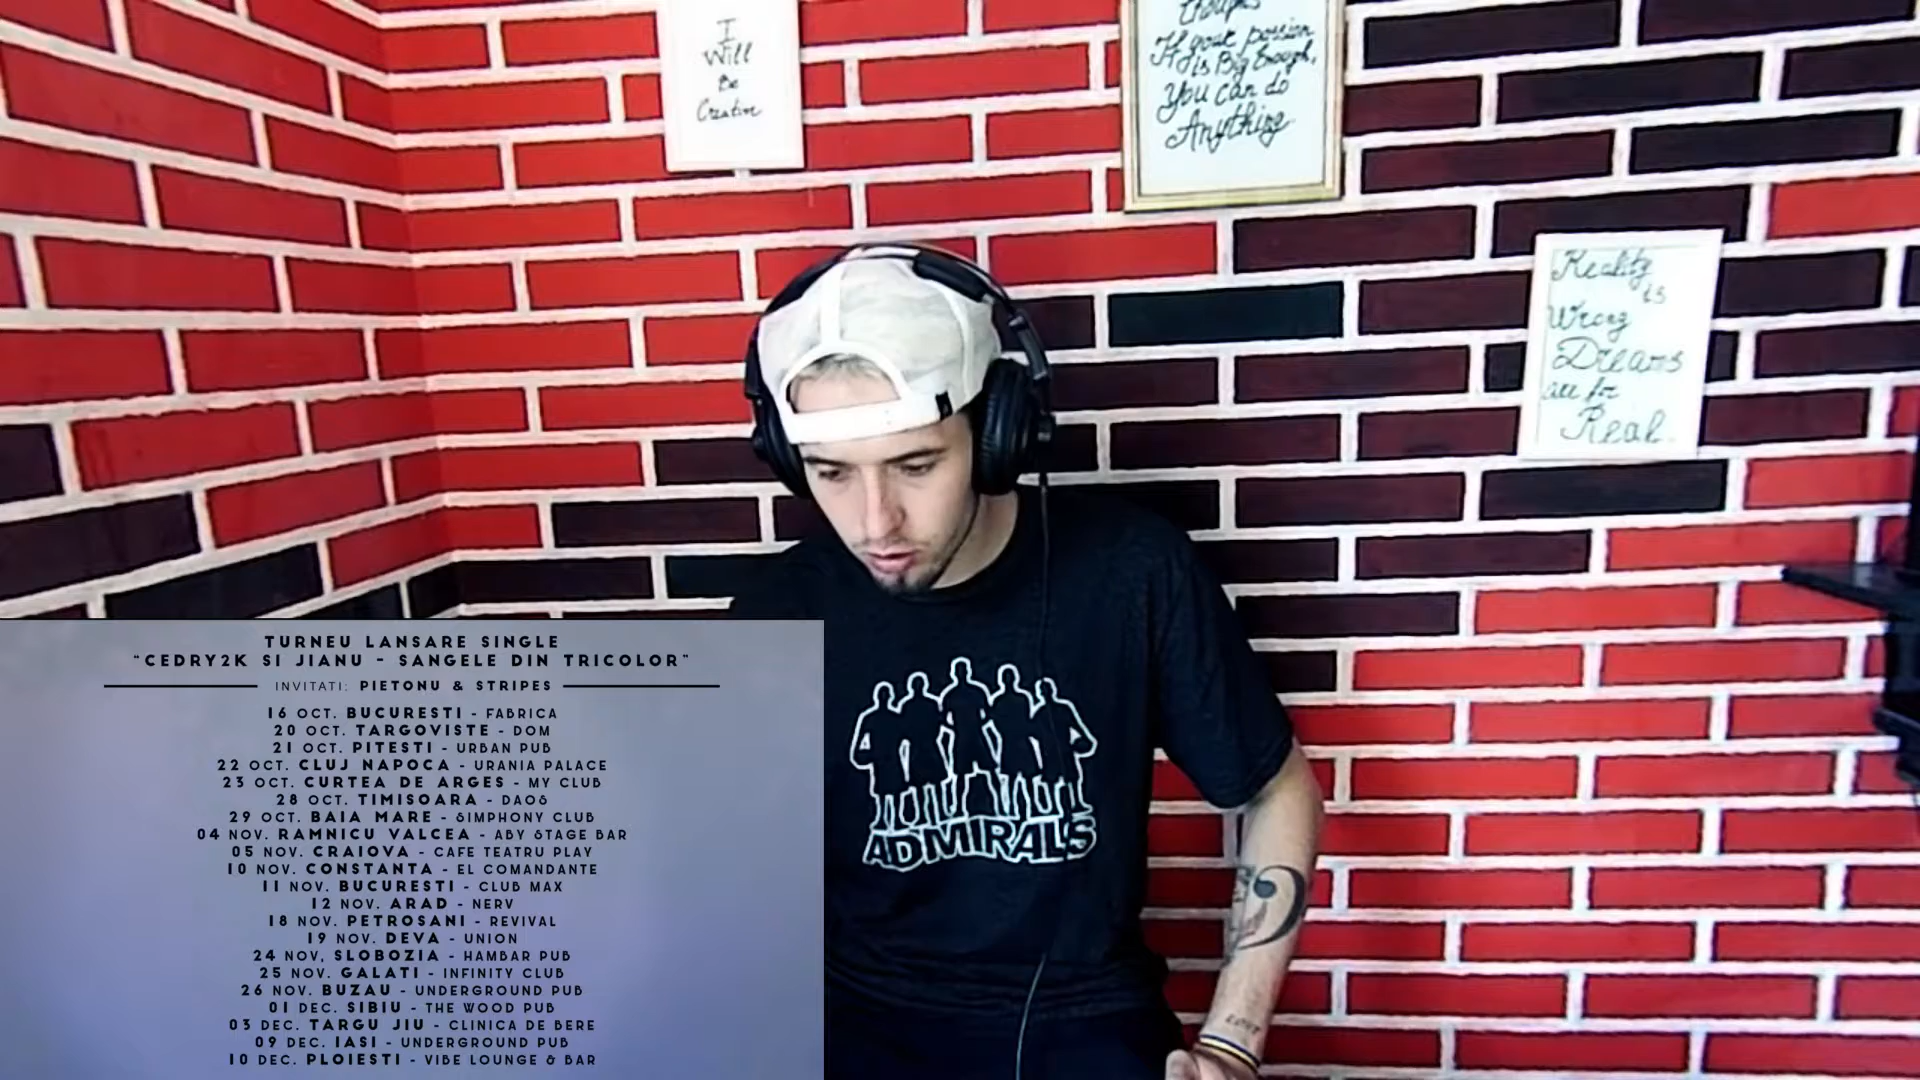 I
Will
Be
Creative
If your passion
is Big Enough,
You can do
Anything
Reality
is
Wrong
Dreams
are for
Real.
TURNEU LANSARE SINGLE
"CEDRY2K SI JIANU - SANGELE DIN TRICOLOR"
INVITATI: PIETONU & STRIPES
16 OCT. BUCURESTI - FABRICA
20 OCT. TARGOVISTE - DOM
21 OCT. PITESTI - URBAN PUB
22 OCT. CLUJ NAPOCA - URANIA PALACE
23 OCT. CURTEA DE ARGES - MY CLUB
28 OCT. TIMISOARA - DAOS
29 OCT. BAIA MARE - SIMPHONY CLUB
04 NOV. RAMNICU VALCEA - ABY STAGE BAR
05 NOV. CRAIOVA - CAFE TEATRU PLAY
10 NOV. CONSTANTA - EL COMANDANTE
11 NOV. BUCURESTI - CLUB MAX
12 NOV. ARAD - NERV
18 NOV. PETROSANI - REVIVAL
19 NOV. DEVA - UNION
24 NOV, SLOBOZIA - HAMBAR PUB
25 NOV. GALATI - INFINITY CLUB
26 NOV. BUZAU - UNDERGROUND PUB
01 DEC. SIBIU - THE WOOD PUB
03 DEC. TARGU JIU - CLINICA DE BERE
09 DEC. IASI - UNDERGROUND PUB
10 DEC. PLOIESTI - VIBE LOUNGE & BAR
ADMIRALS